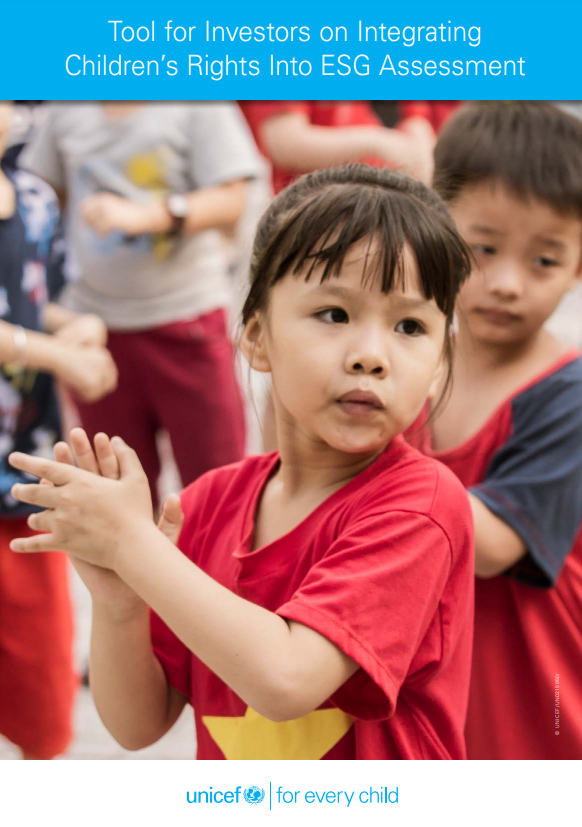 Tool for Investors on Integrating
Children's Rights Into ESG Assessment
unicef | for every child